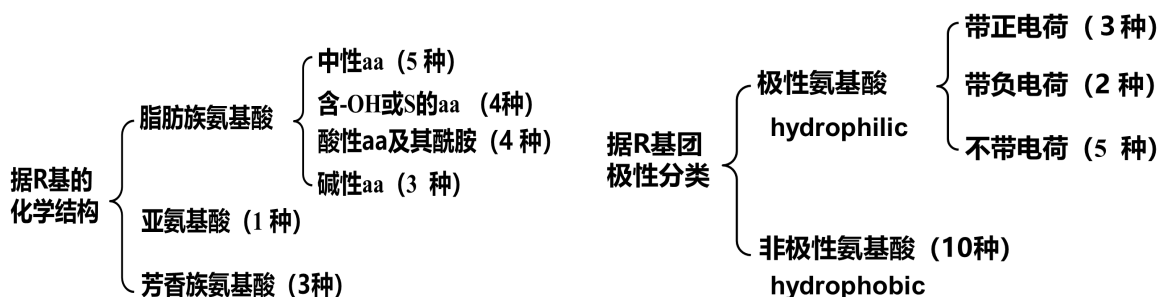 据R基的
化学结构
脂肪族氨基酸
中性aa（5 种）
含-OH或S的aa （4种）
酸性aa及其酰胺（4 种）
碱性aa（3 种）
亚氨基酸（1 种）
芳香族氨基酸（3种）
据R基团
极性分类
极性氨基酸
hydrophilic
带正电荷（ 3 种）
带负电荷（2 种）
不带电荷（5 种）
非极性氨基酸（10种）
hydrophobic